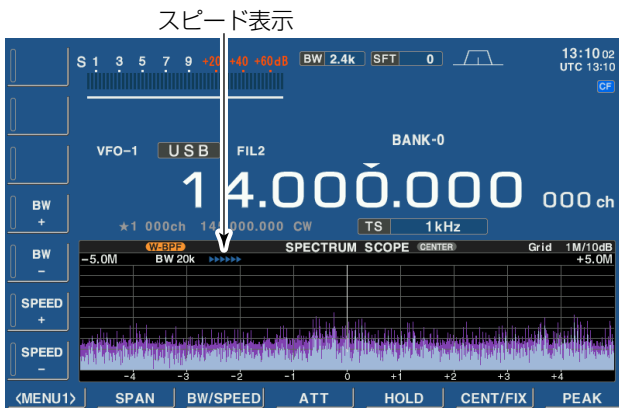 スピード表示
S 1 3 5 7 9 +20 +40 +60dB BW 2.4k SFT 0 13:10 02
UTC 13:10
CF
BANK-0
VFO-1 USB FIL2
14.000.000 000 ch
BW
+
★1 000ch 14.000.000 CW TS 1kHz
W-BPF SPECTRUM SCOPE CENTER Grid 1M/10dB
BW
−
-5.0M BW 20k +5.0M
SPEED
+
SPEED
−
-4 -3 -2 -1 0 +1 +2 +3 +4
<MENU1> SPAN BW/SPEED ATT HOLD CENT/FIX PEAK